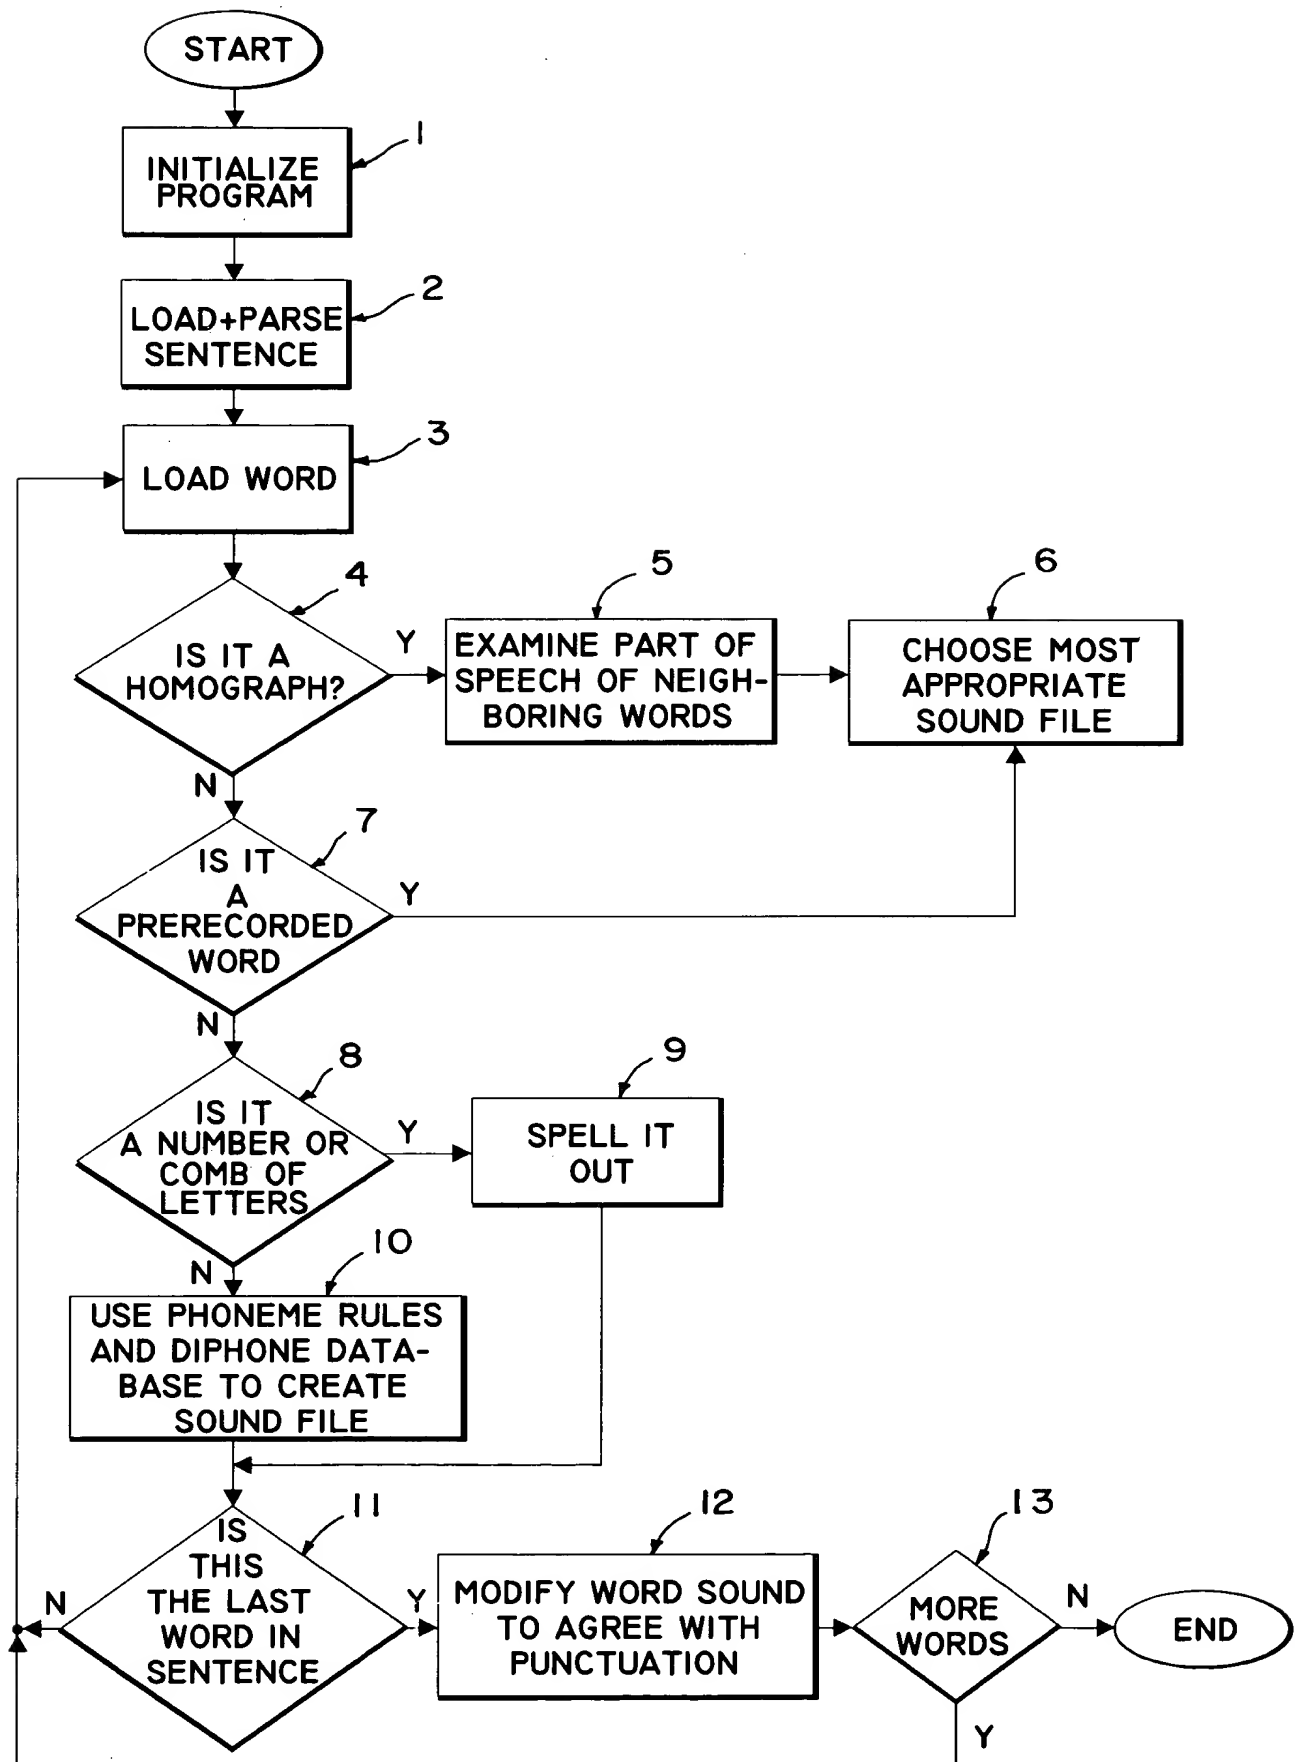 START
1
INITIALIZE
PROGRAM
2
LOAD+PARSE
SENTENCE
3
LOAD WORD
4
IS IT A
HOMOGRAPH?
Y
N
5
EXAMINE PART OF
SPEECH OF NEIGH-
BORING WORDS
6
CHOOSE MOST
APPROPRIATE
SOUND FILE
7
IS IT
A
PRERECORDED
WORD
Y
N
8
IS IT
A NUMBER OR
COMB OF
LETTERS
Y
N
9
SPELL IT
OUT
10
USE PHONEME RULES
AND DIPHONE DATA-
BASE TO CREATE
SOUND FILE
11
IS
THIS
THE LAST
WORD IN
SENTENCE
N
Y
12
MODIFY WORD SOUND
TO AGREE WITH
PUNCTUATION
13
MORE
WORDS
N
Y
END